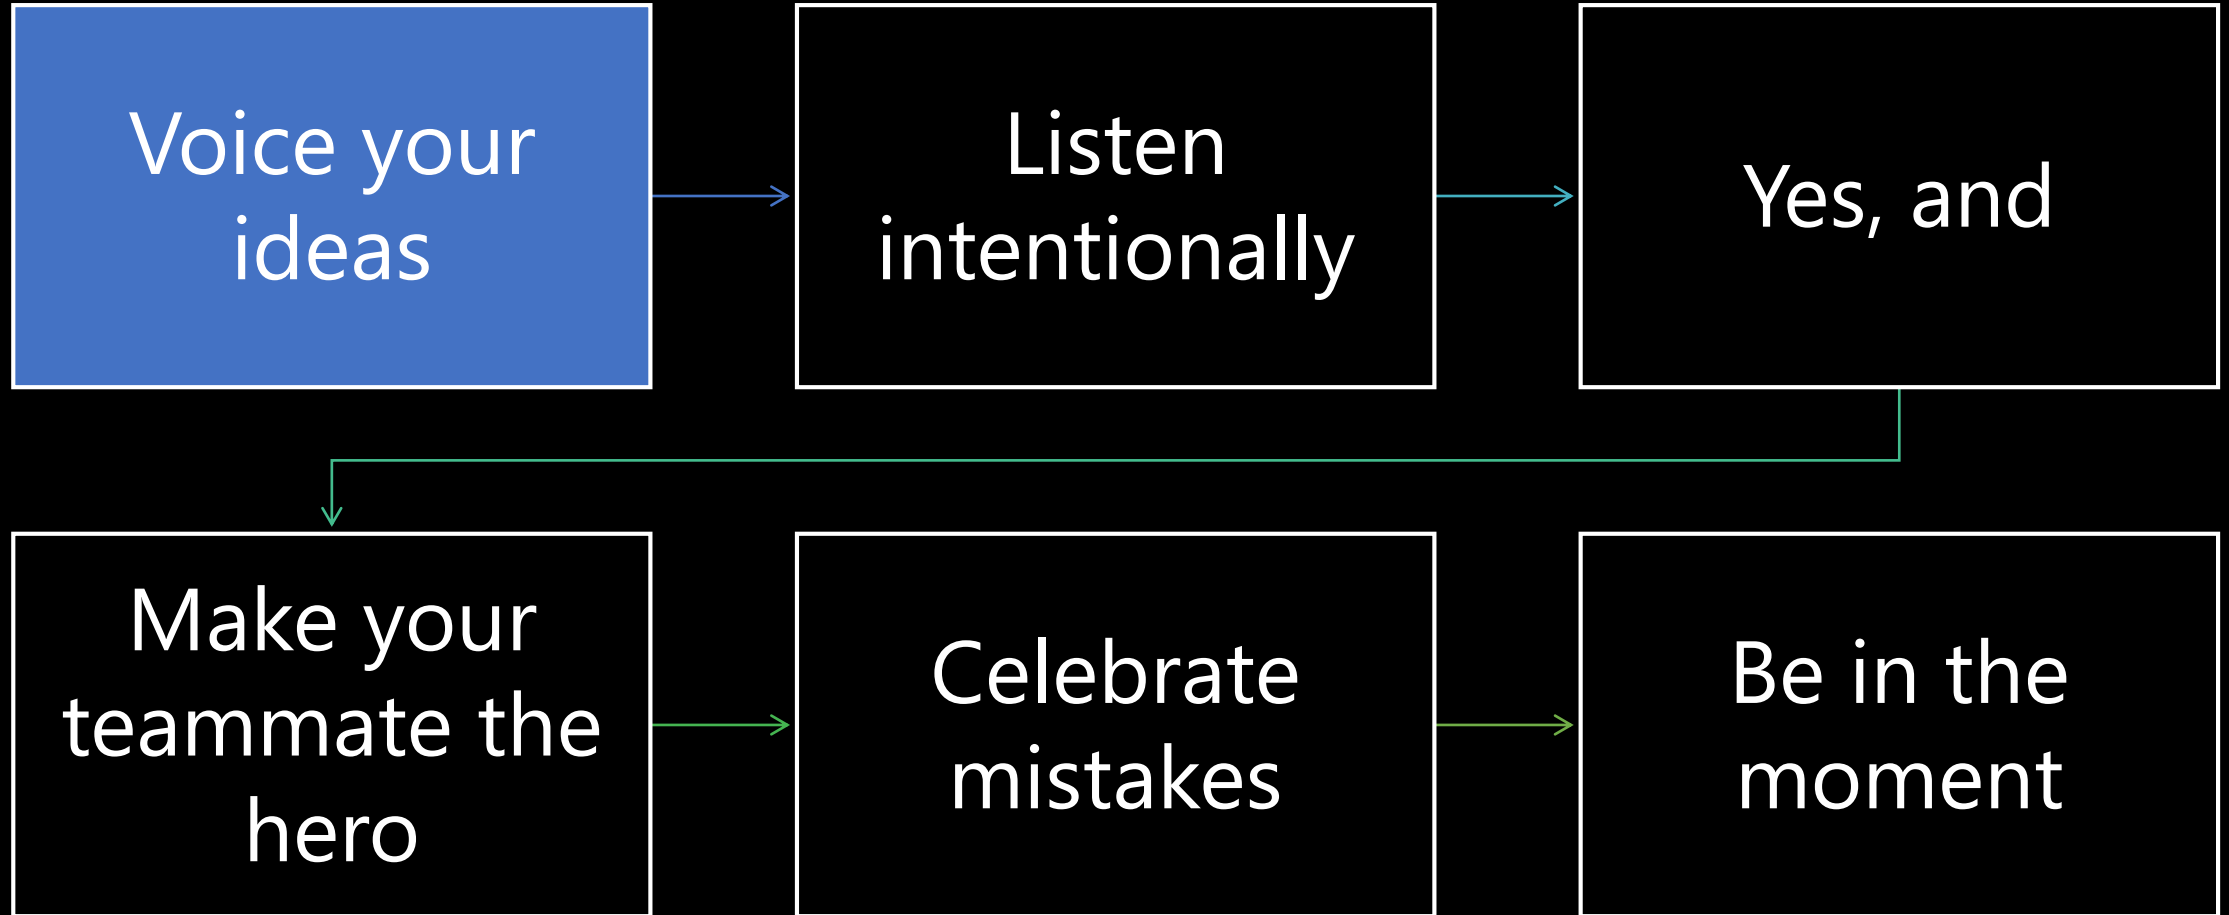 Voice your
ideas
Listen
intentionally
Yes, and
Make your
teammate the
hero
Celebrate
mistakes
Be in the
moment